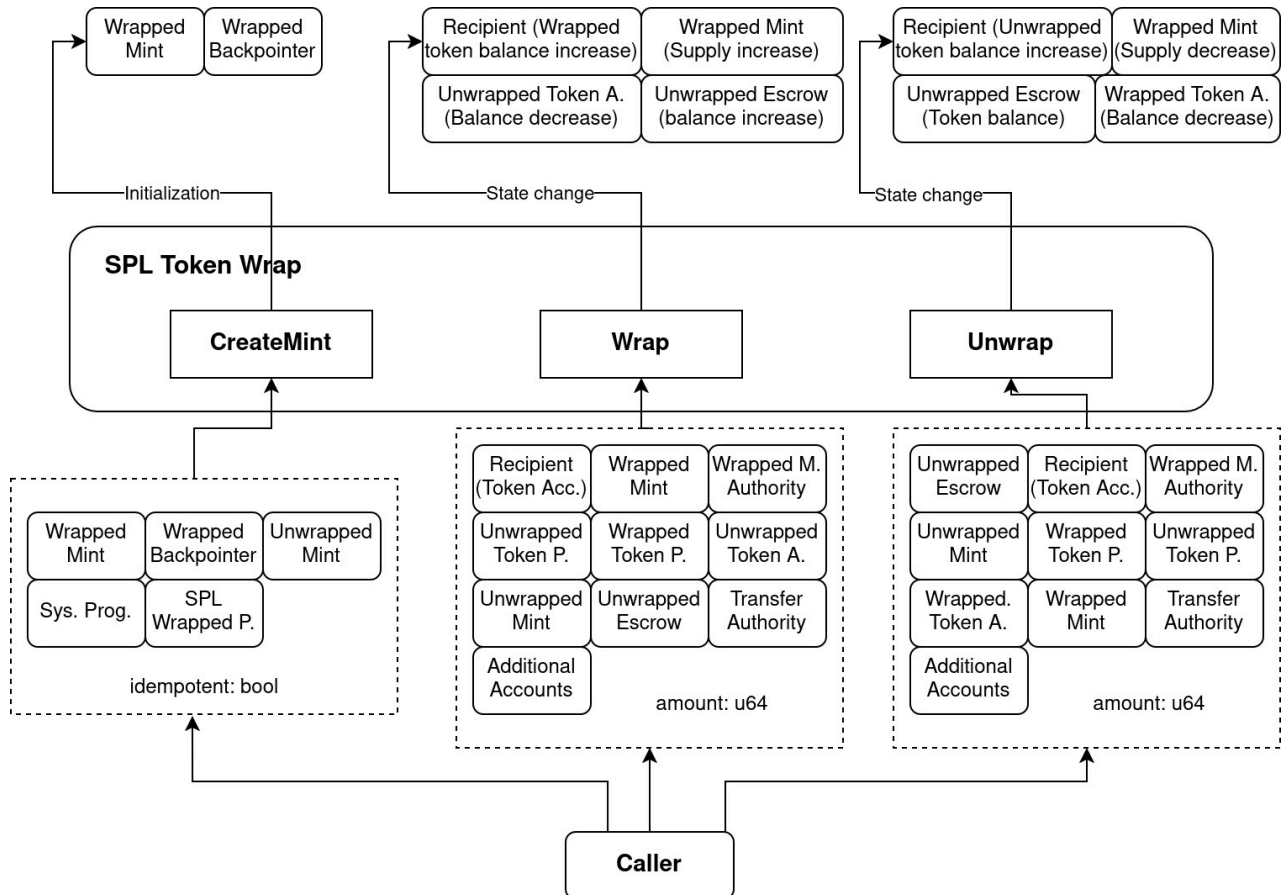 Wrapped
Mint
Wrapped
Backpointer
Recipient (Wrapped
token balance increase)
Wrapped Mint
(Supply increase)
Unwrapped Token A.
(Balance decrease)
Unwrapped Escrow
(balance increase)
Recipient (Unwrapped
token balance increase)
Wrapped Mint
(Supply decrease)
Unwrapped Escrow
(Token balance)
Wrapped Token A.
(Balance decrease)
Initialization
State change
State change
SPL Token Wrap
CreateMint
Wrap
Unwrap
Wrapped
Mint
Wrapped
Backpointer
Unwrapped
Mint
Sys. Prog.
SPL
Wrapped P.
idempotent: bool
Recipient
(Token Acc.)
Wrapped
Mint
Wrapped M.
Authority
Unwrapped
Token P.
Wrapped
Token P.
Unwrapped
Token A.
Unwrapped
Mint
Unwrapped
Escrow
Transfer
Authority
Additional
Accounts
amount: u64
Unwrapped
Escrow
Recipient
(Token Acc.)
Wrapped M.
Authority
Unwrapped
Mint
Wrapped
Token P.
Unwrapped
Token P.
Wrapped.
Token A.
Wrapped
Mint
Transfer
Authority
Additional
Accounts
amount: u64
Caller